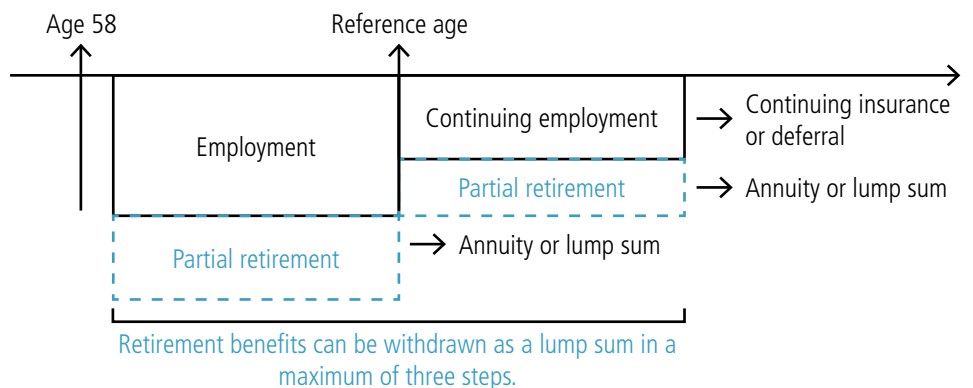 Age 58
Reference age
Employment
Continuing employment
Continuing insurance
or deferral
Partial retirement
Annuity or lump sum
Partial retirement
Annuity or lump sum
Retirement benefits can be withdrawn as a lump sum in a
maximum of three steps.